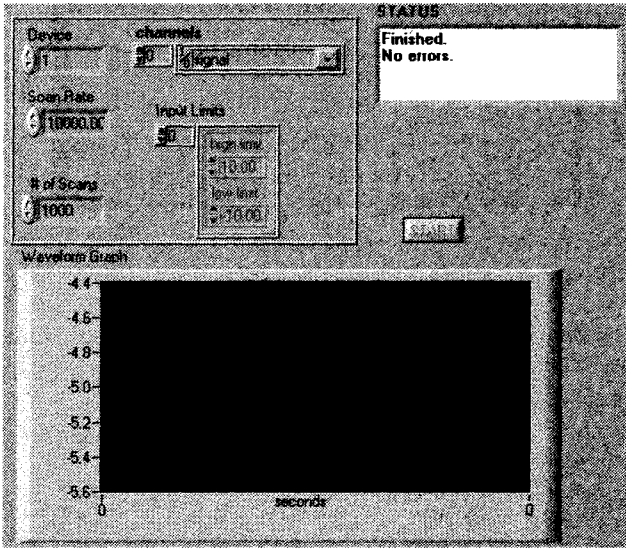 STATUS
Finished.
No errors.
Device
1
channels
0
signal
Scan Rate
10000.00
# of Scans
1000
Input Limits
0
high limit
10.00
low limit
-10.00
START
Waveform Graph
-4.4
-4.6
-4.8
-5.0
-5.2
-5.4
-5.6
0
seconds
0